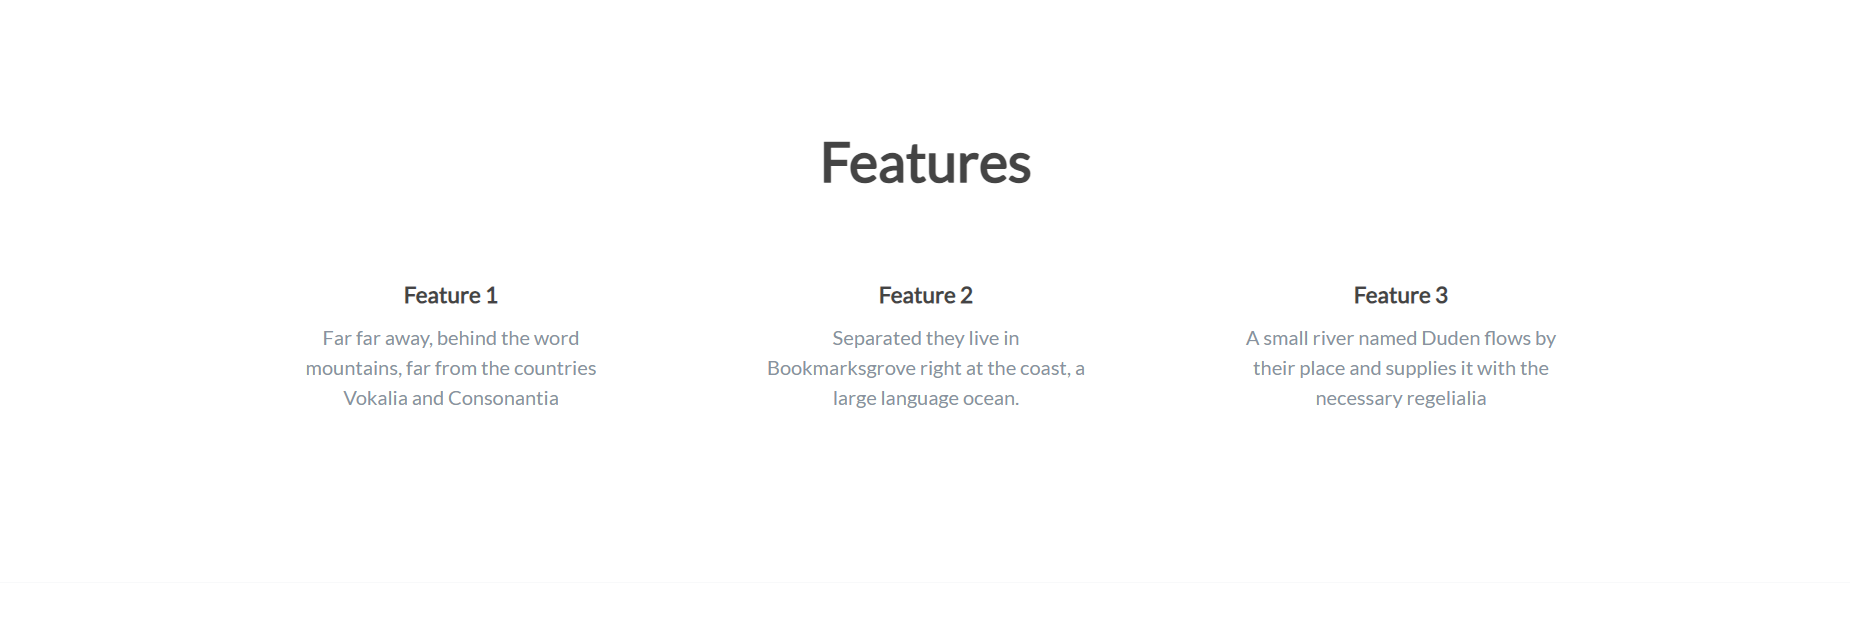 Features
Feature 1
Far far away, behind the word
mountains, far from the countries
Vokalia and Consonantia
Feature 2
Separated they live in
Bookmarksgrove right at the coast, a
large language ocean.
Feature 3
A small river named Duden flows by
their place and supplies it with the
necessary regelialia